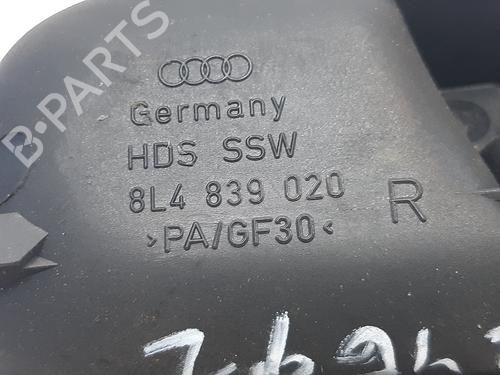 B-PARTS
Germany
HDS SSW
8L4 839 020 R
>PA/GF30<